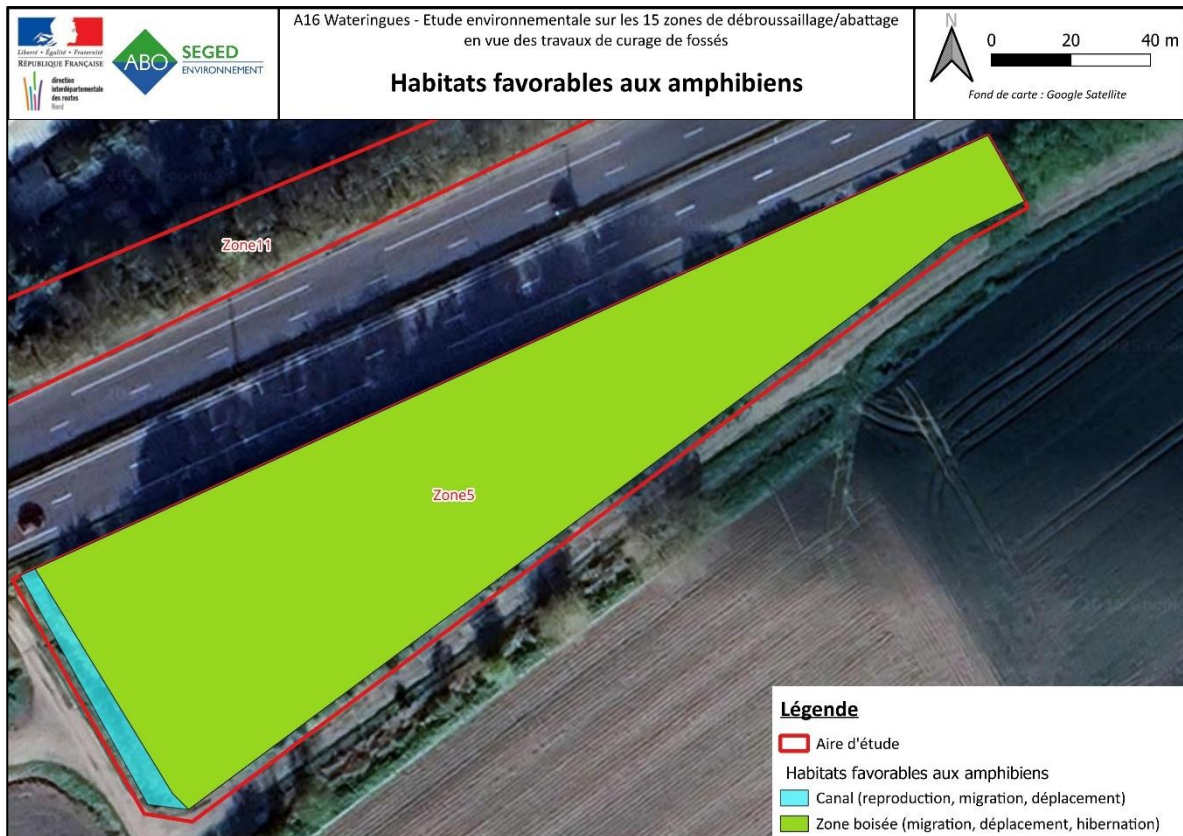 Liberté • Égalité • Fraternité
RÉPUBLIQUE FRANÇAISE
direction
interdépartementale
des routes
Nord
ABO
SEGED
ENVIRONNEMENT
A16 Wateringues - Etude environnementale sur les 15 zones de débroussaillage/abattage
en vue des travaux de curage de fossés
Habitats favorables aux amphibiens
N
0 20 40 m
Fond de carte : Google Satellite
Zone11
Zone5
Légende
Aire d'étude
Habitats favorables aux amphibiens
Canal (reproduction, migration, déplacement)
Zone boisée (migration, déplacement, hibernation)